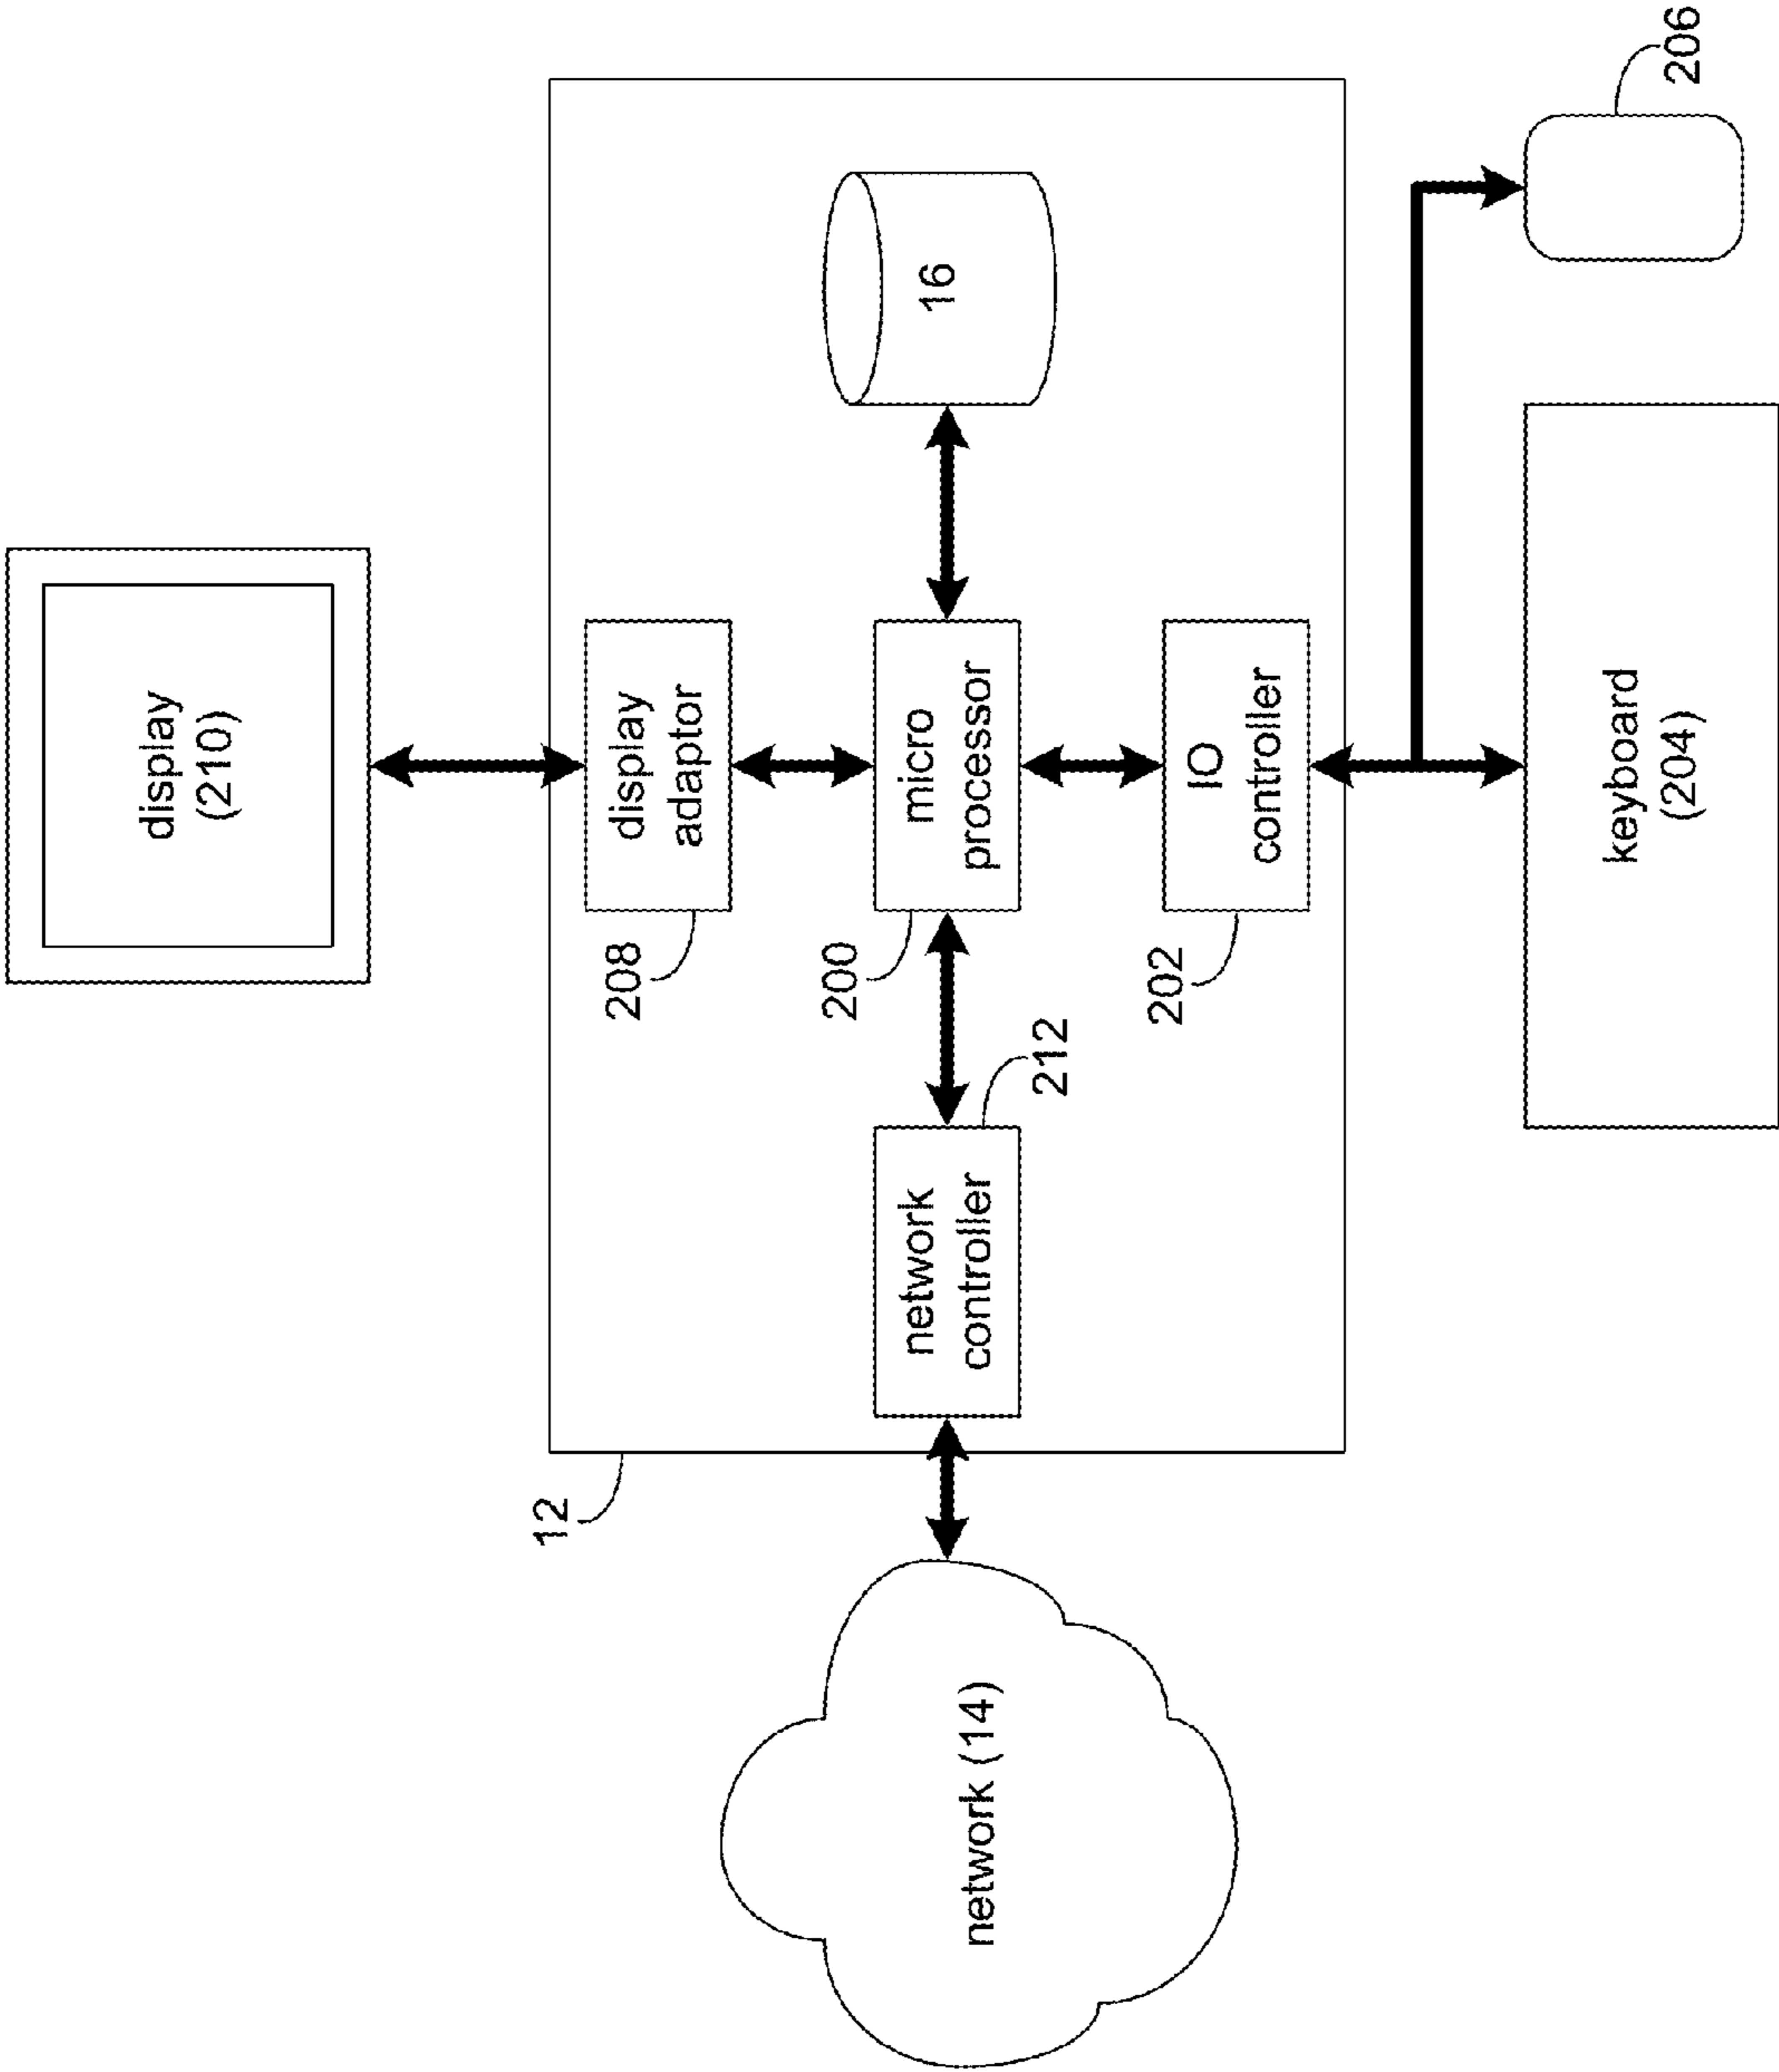 network (14)
12
network
controller
212
display
(210)
208
display
adaptor
200
micro
processor
202
IO
controller
keyboard
(204)
16
206